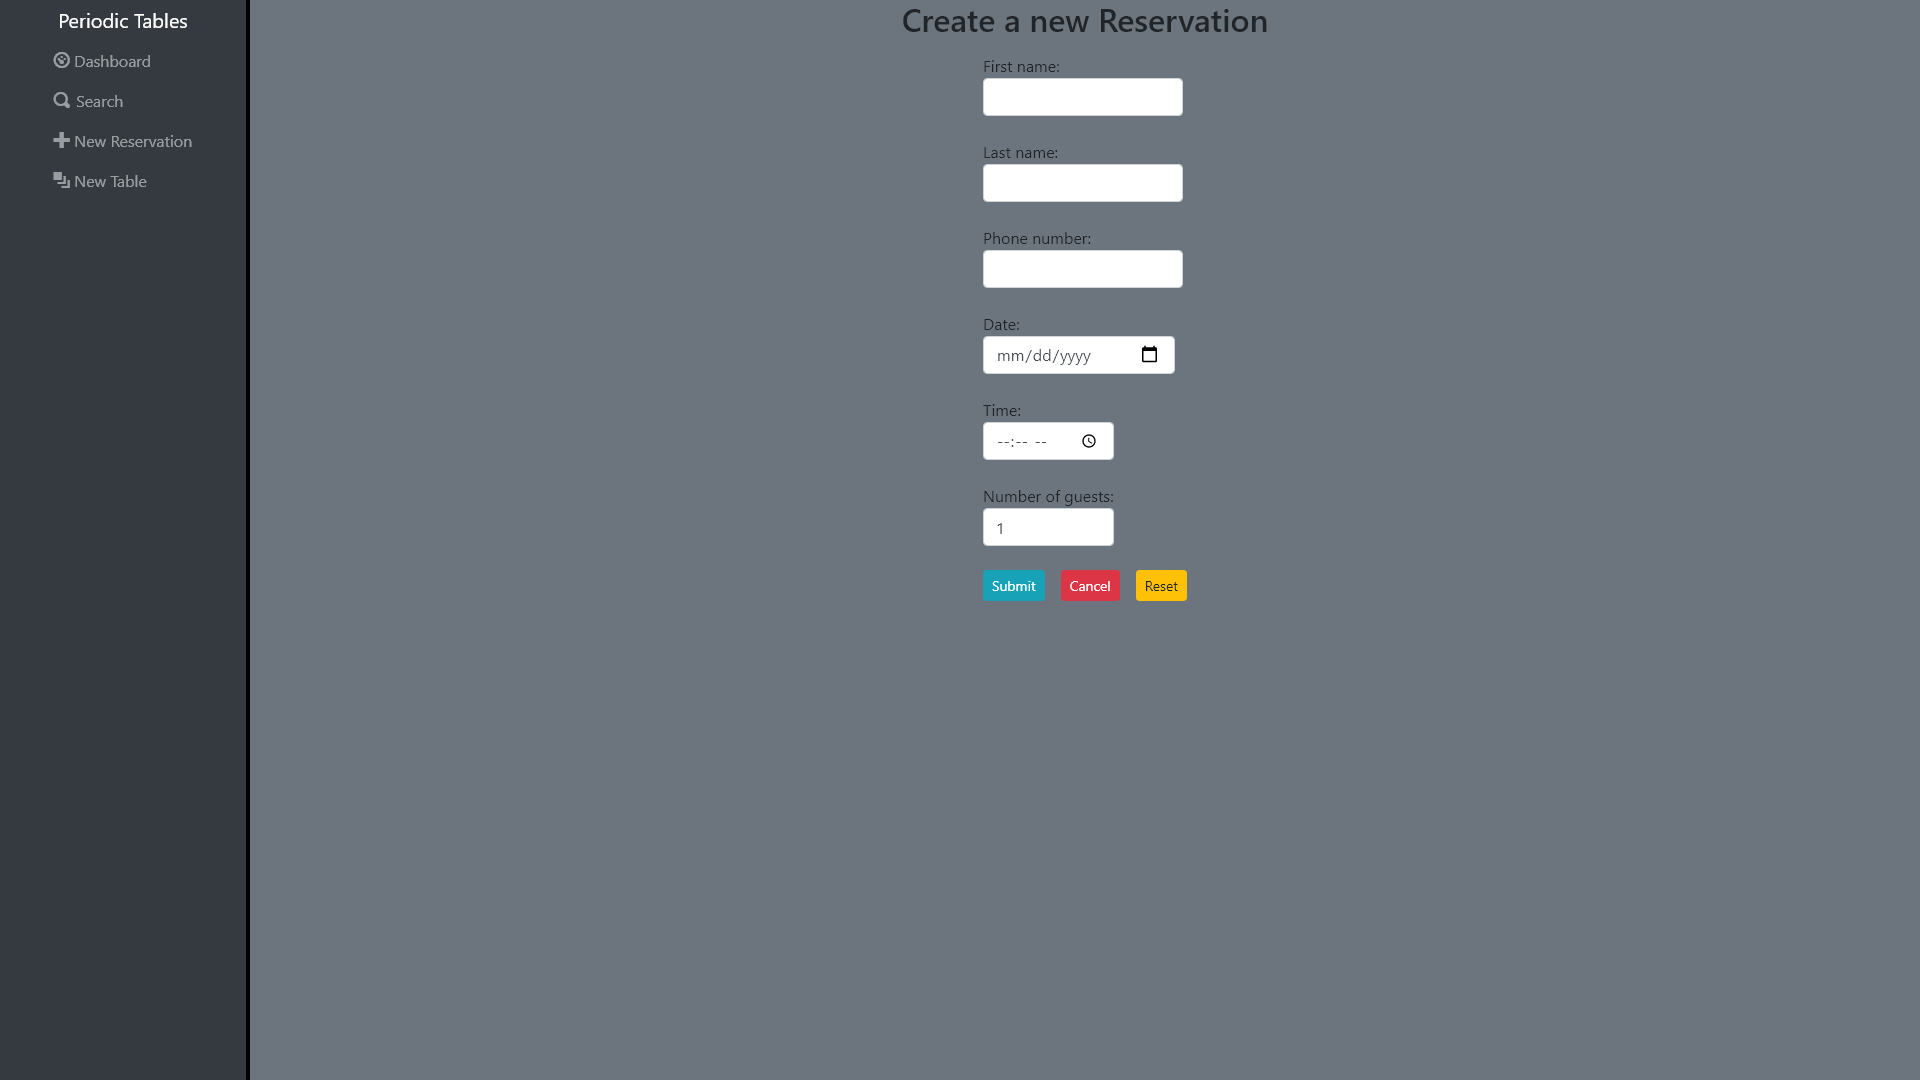 Periodic Tables
Dashboard
Search
New Reservation
New Table
Create a new Reservation
First name:
Last name:
Phone number:
Date:
mm/dd/yyyy
Time:
--:-- --
Number of guests:
1
Submit Cancel Reset